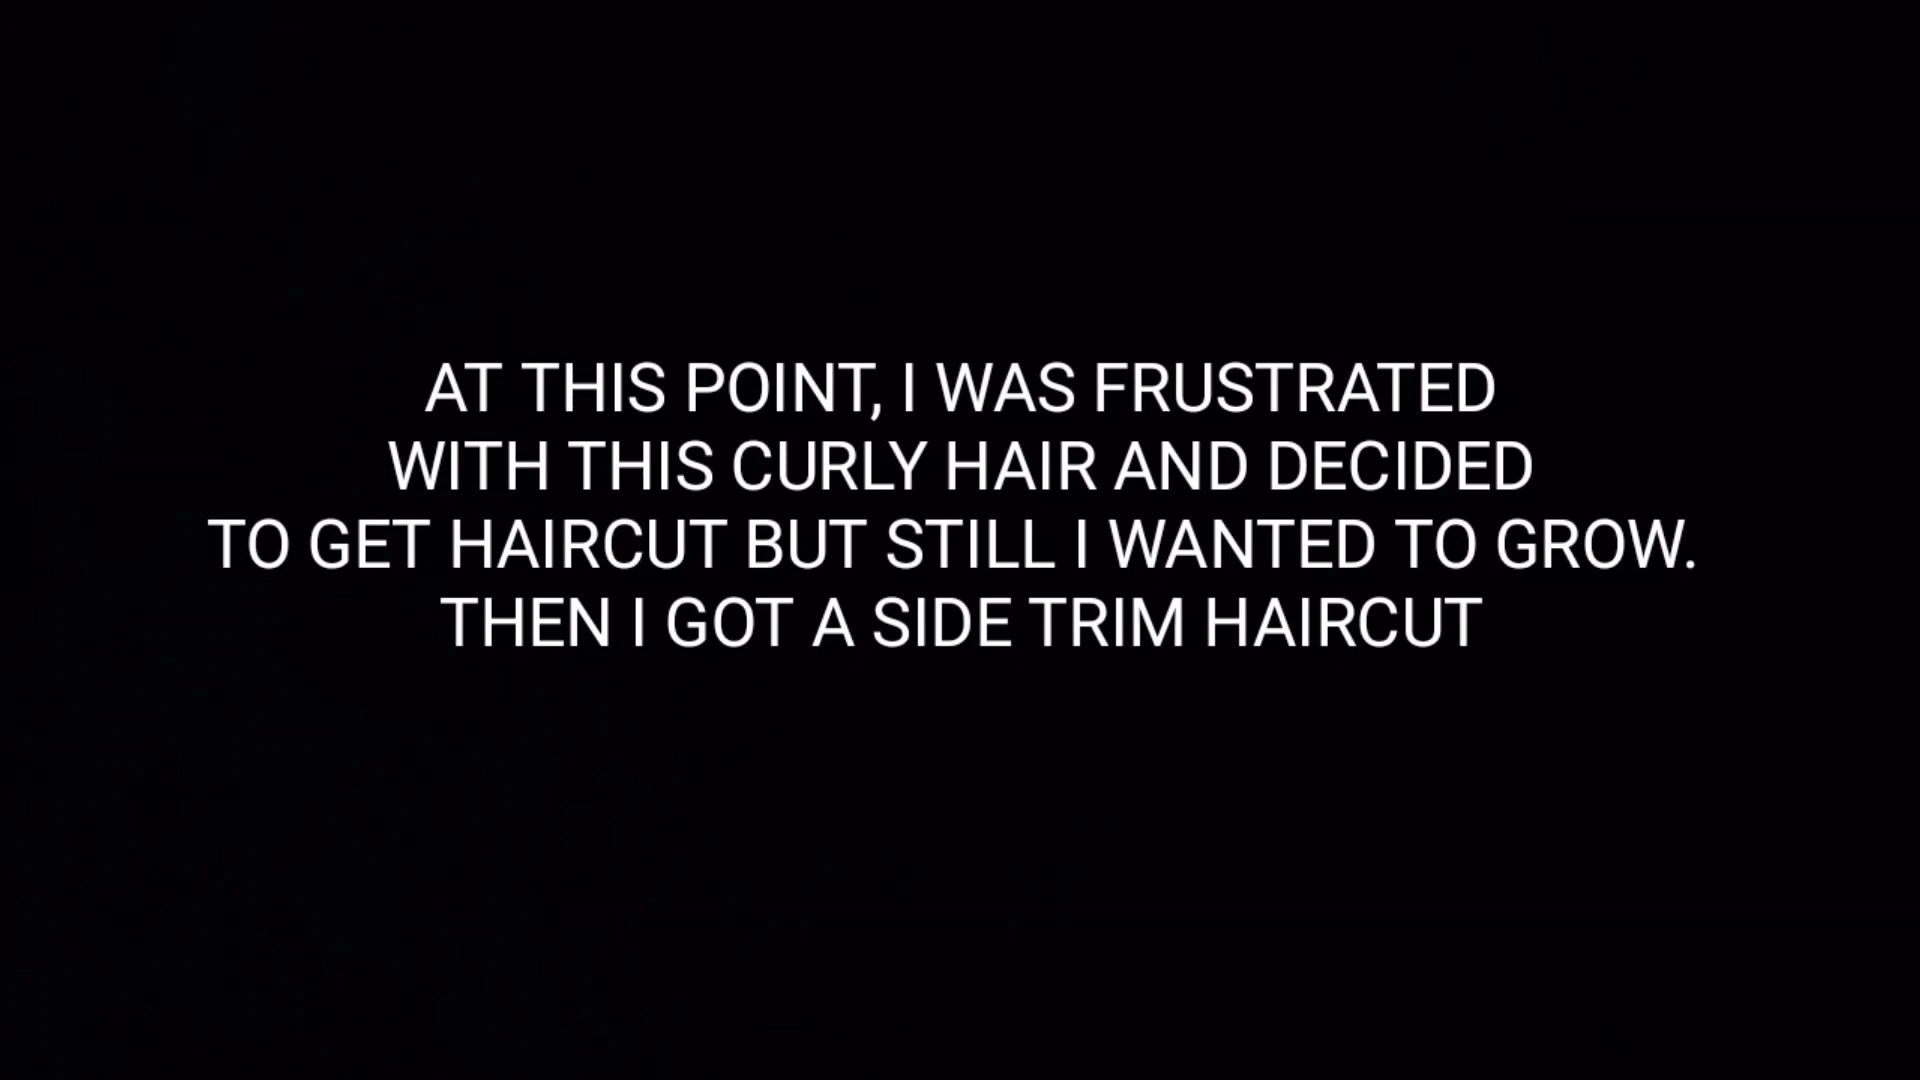 AT THIS POINT, I WAS FRUSTRATED
WITH THIS CURLY HAIR AND DECIDED
TO GET HAIRCUT BUT STILL I WANTED TO GROW.
THEN I GOT A SIDE TRIM HAIRCUT